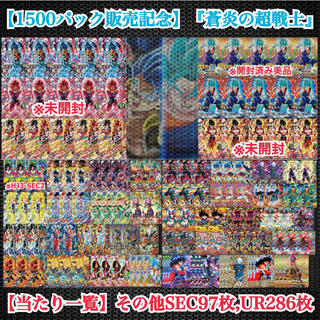 【1500パック販売記念】『蒼炎の超戦士』
※未開封
※開封済み美品
※未開封
※HJ3-SEC2
【当たり一覧】その他SEC97枚,UR286枚